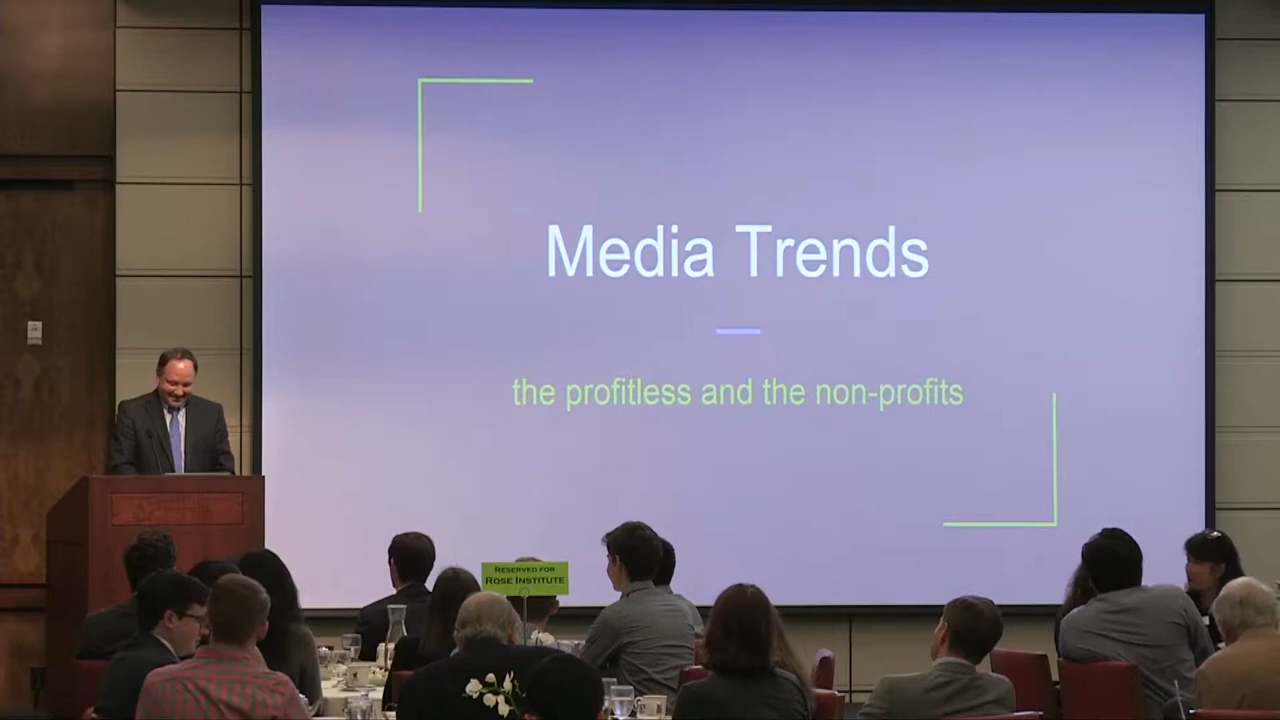 Media Trends
the profitless and the non-profits
RESERVED FOR
ROSE INSTITUTE